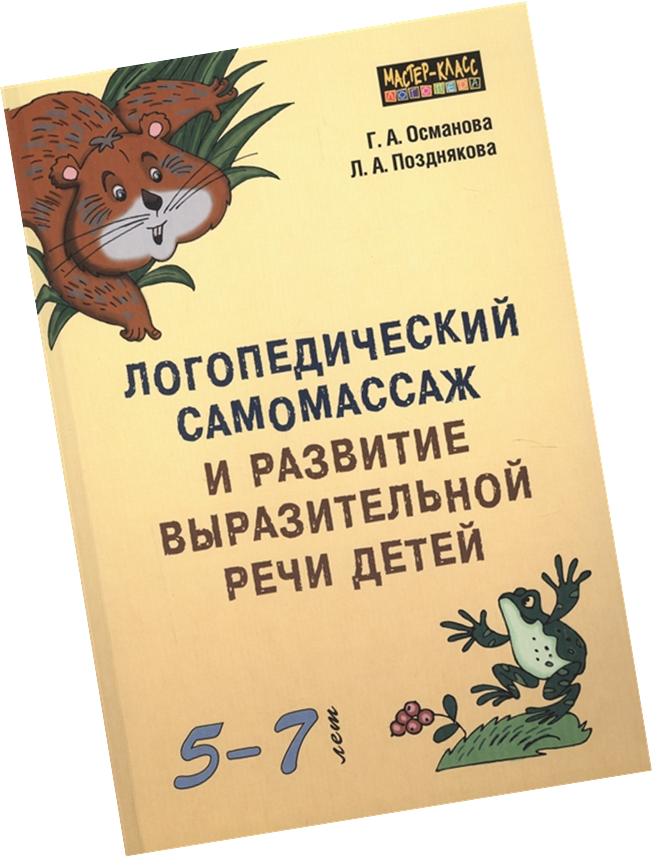 МАСТЕР-КЛАСС
ЛОГОПЕДА
Г. А. Османова
Л. А. Позднякова
ЛОГОПЕДИЧЕСКИЙ
САМОМАССАЖ
И РАЗВИТИЕ
ВЫРАЗИТЕЛЬНОЙ
РЕЧИ ДЕТЕЙ
5-7 лет